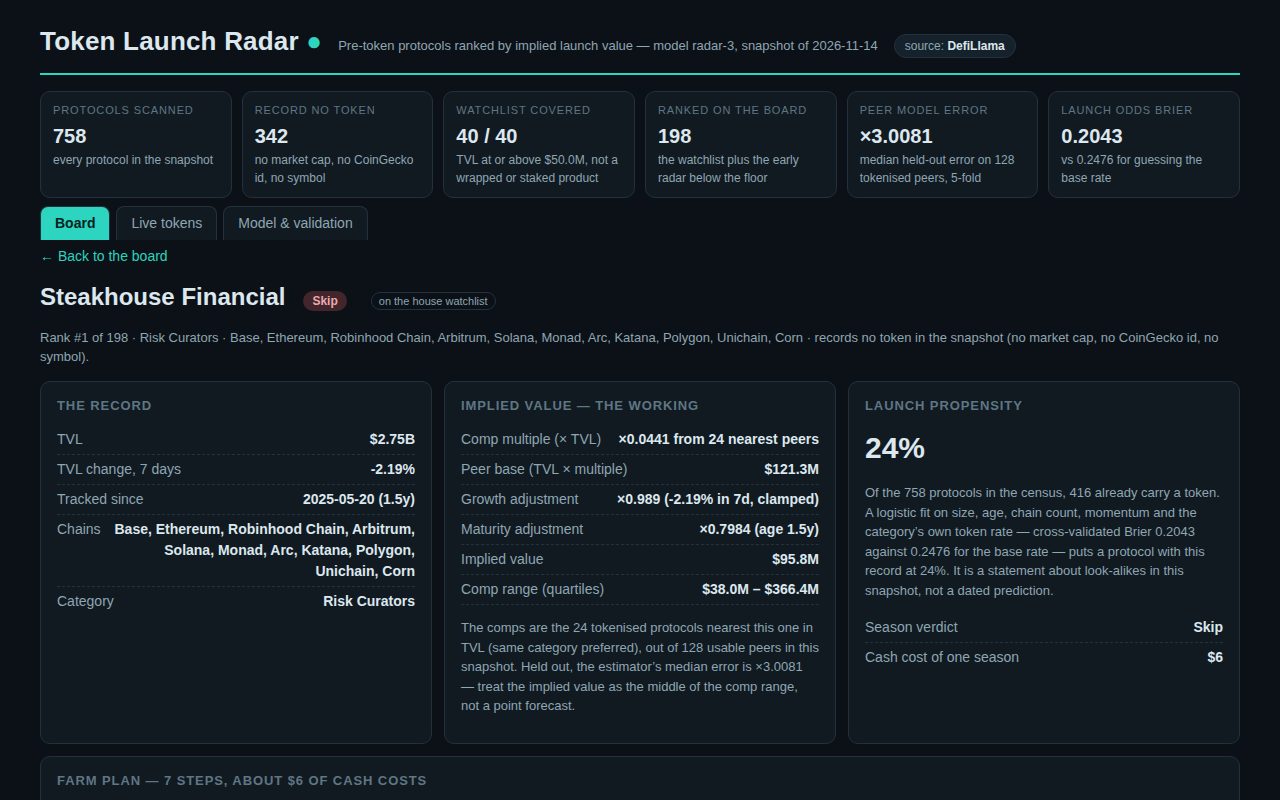 Token Launch Radar
Pre-token protocols ranked by implied launch value — model radar-3, snapshot of 2026-11-14
source: DefiLlama
PROTOCOLS SCANNED
758
every protocol in the snapshot
RECORD NO TOKEN
342
no market cap, no CoinGecko
id, no symbol
WATCHLIST COVERED
40 / 40
TVL at or above $50.0M, not a
wrapped or staked product
RANKED ON THE BOARD
198
the watchlist plus the early
radar below the floor
PEER MODEL ERROR
×3.0081
median held-out error on 128
tokenised peers, 5-fold
LAUNCH ODDS BRIER
0.2043
vs 0.2476 for guessing the
base rate
Board
Live tokens
Model & validation
← Back to the board
Steakhouse Financial
Skip
on the house watchlist
Rank #1 of 198 · Risk Curators · Base, Ethereum, Robinhood Chain, Arbitrum, Solana, Monad, Arc, Katana, Polygon, Unichain, Corn · records no token in the snapshot (no market cap, no CoinGecko id, no
symbol).
THE RECORD
TVL $2.75B
TVL change, 7 days -2.19%
Tracked since 2025-05-20 (1.5y)
Chains Base, Ethereum, Robinhood Chain, Arbitrum,
Solana, Monad, Arc, Katana, Polygon,
Unichain, Corn
Category Risk Curators
IMPLIED VALUE — THE WORKING
Comp multiple (× TVL) ×0.0441 from 24 nearest peers
Peer base (TVL × multiple) $121.3M
Growth adjustment ×0.989 (-2.19% in 7d, clamped)
Maturity adjustment ×0.7984 (age 1.5y)
Implied value $95.8M
Comp range (quartiles) $38.0M – $366.4M
The comps are the 24 tokenised protocols nearest this one in
TVL (same category preferred), out of 128 usable peers in this
snapshot. Held out, the estimator's median error is ×3.0081
— treat the implied value as the middle of the comp range,
not a point forecast.
LAUNCH PROPENSITY
24%
Of the 758 protocols in the census, 416 already carry a token.
A logistic fit on size, age, chain count, momentum and the
category's own token rate — cross-validated Brier 0.2043
against 0.2476 for the base rate — puts a protocol with this
record at 24%. It is a statement about look-alikes in this
snapshot, not a dated prediction.
Season verdict Skip
Cash cost of one season $6
FARM PLAN — 7 STEPS, ABOUT $6 OF CASH COSTS